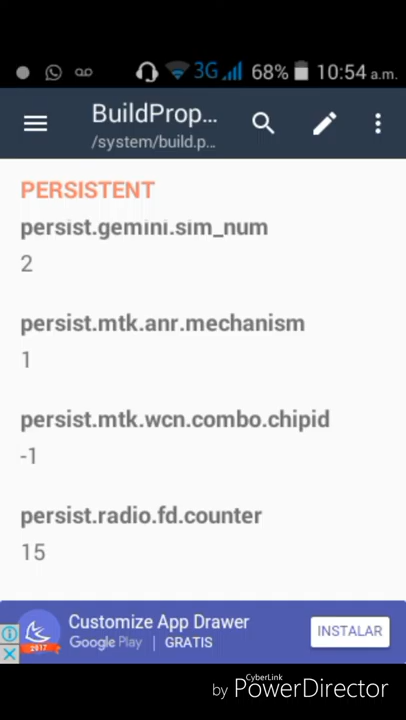 3G 68% 10:54 a.m.
BuildProp...
/system/build.p...
PERSISTENT
persist.gemini.sim_num
2
persist.mtk.anr.mechanism
1
persist.mtk.wcn.combo.chipid
-1
persist.radio.fd.counter
15
Customize App Drawer
Google Play | GRATIS
INSTALAR
2017
CyberLink
by PowerDirector